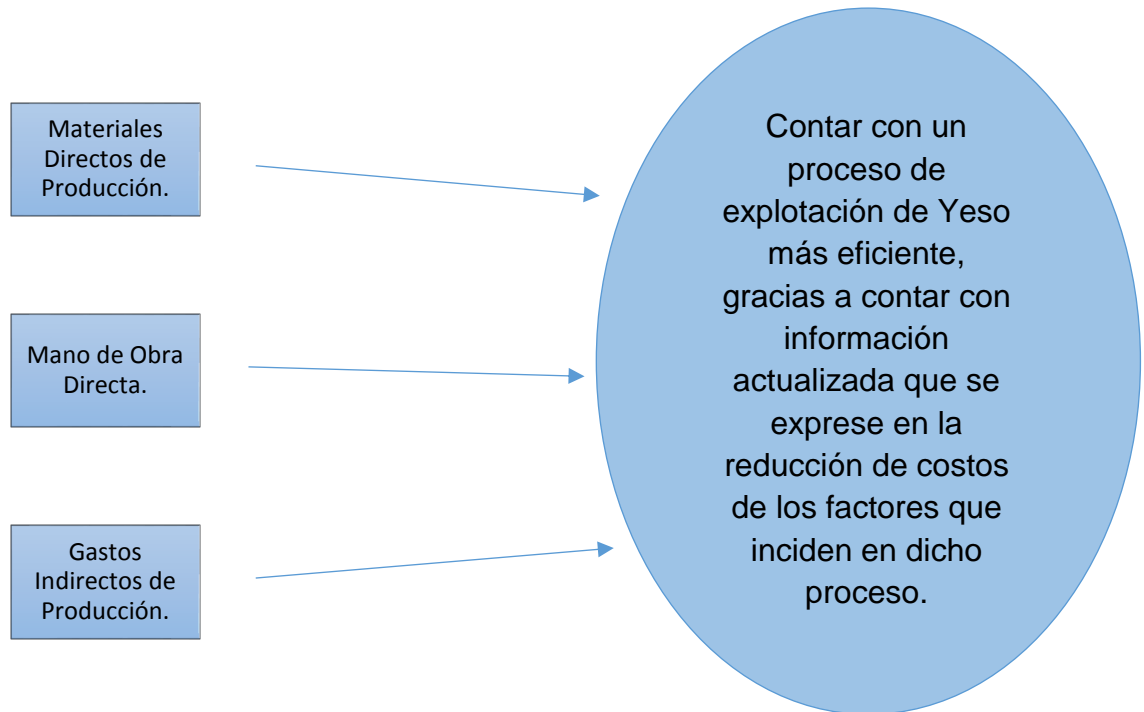 Materiales
Directos de
Producción.
Mano de Obra
Directa.
Gastos
Indirectos de
Producción.
Contar con un
proceso de
explotación de Yeso
más eficiente,
gracias a contar con
información
actualizada que se
exprese en la
reducción de costos
de los factores que
inciden en dicho
proceso.